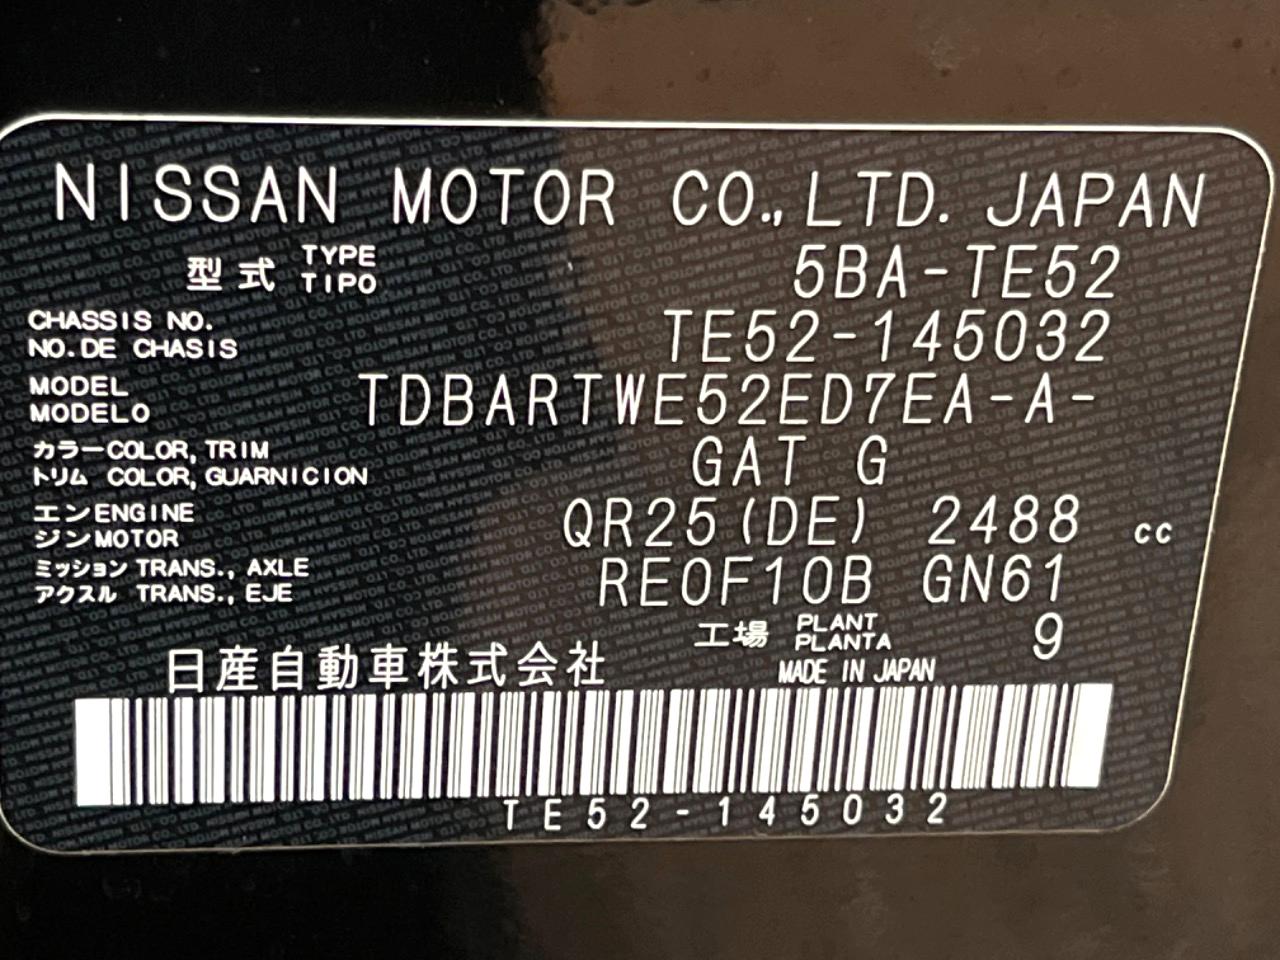 NISSAN MOTOR CO.,LTD. JAPAN
型式 TYPE TIPO 5BA-TE52
CHASSIS NO.
NO.DE CHASIS TE52-145032
MODEL
MODELO TDBARTWE52ED7EA-A-
カラーCOLOR, TRIM
トリム COLOR, GUARNICION GAT G
エンENGINE
ジンMOTOR QR25(DE) 2488 cc
ミッション TRANS., AXLE
アクスル TRANS., EJE RE0F10B GN61
工場 PLANT PLANTA 9
日産自動車株式会社 MADE IN JAPAN
TE52-145032